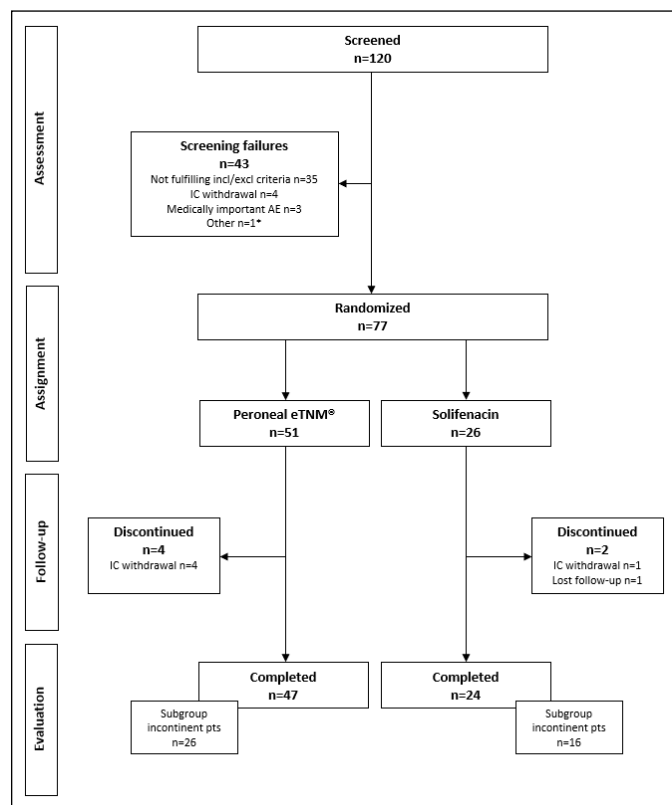 Assessment
Screened
n=120
Screening failures
n=43
Not fulfilling incl/excl criteria n=35
IC withdrawal n=4
Medically important AE n=3
Other n=1*
Assignment
Randomized
n=77
Peroneal eTNM®
n=51
Solifenacin
n=26
Follow-up
Discontinued
n=4
IC withdrawal n=4
Discontinued
n=2
IC withdrawal n=1
Lost follow-up n=1
Evaluation
Completed
n=47
Subgroup
incontinent pts
n=26
Completed
n=24
Subgroup
incontinent pts
n=16